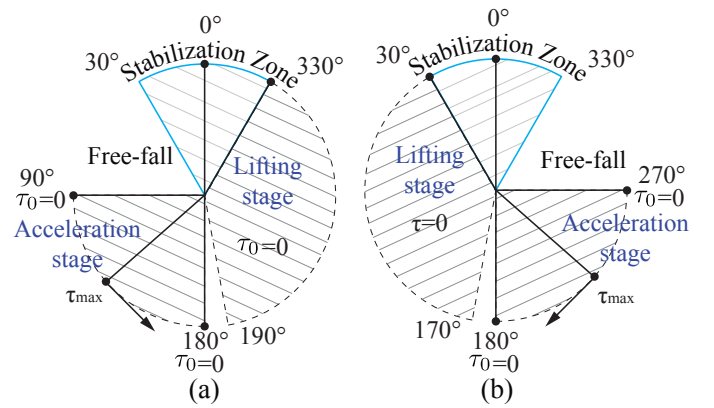 0°
30°
Stabilization Zone
330°
Free-fall
Lifting
stage
90°
τ0=0
τ0=0
Acceleration
stage
τmax
180°
190°
τ0=0
(a)
0°
30°
Stabilization Zone
330°
Lifting
stage
Free-fall
270°
τ0=0
τ=0
Acceleration
stage
τmax
170°
180°
τ0=0
(b)